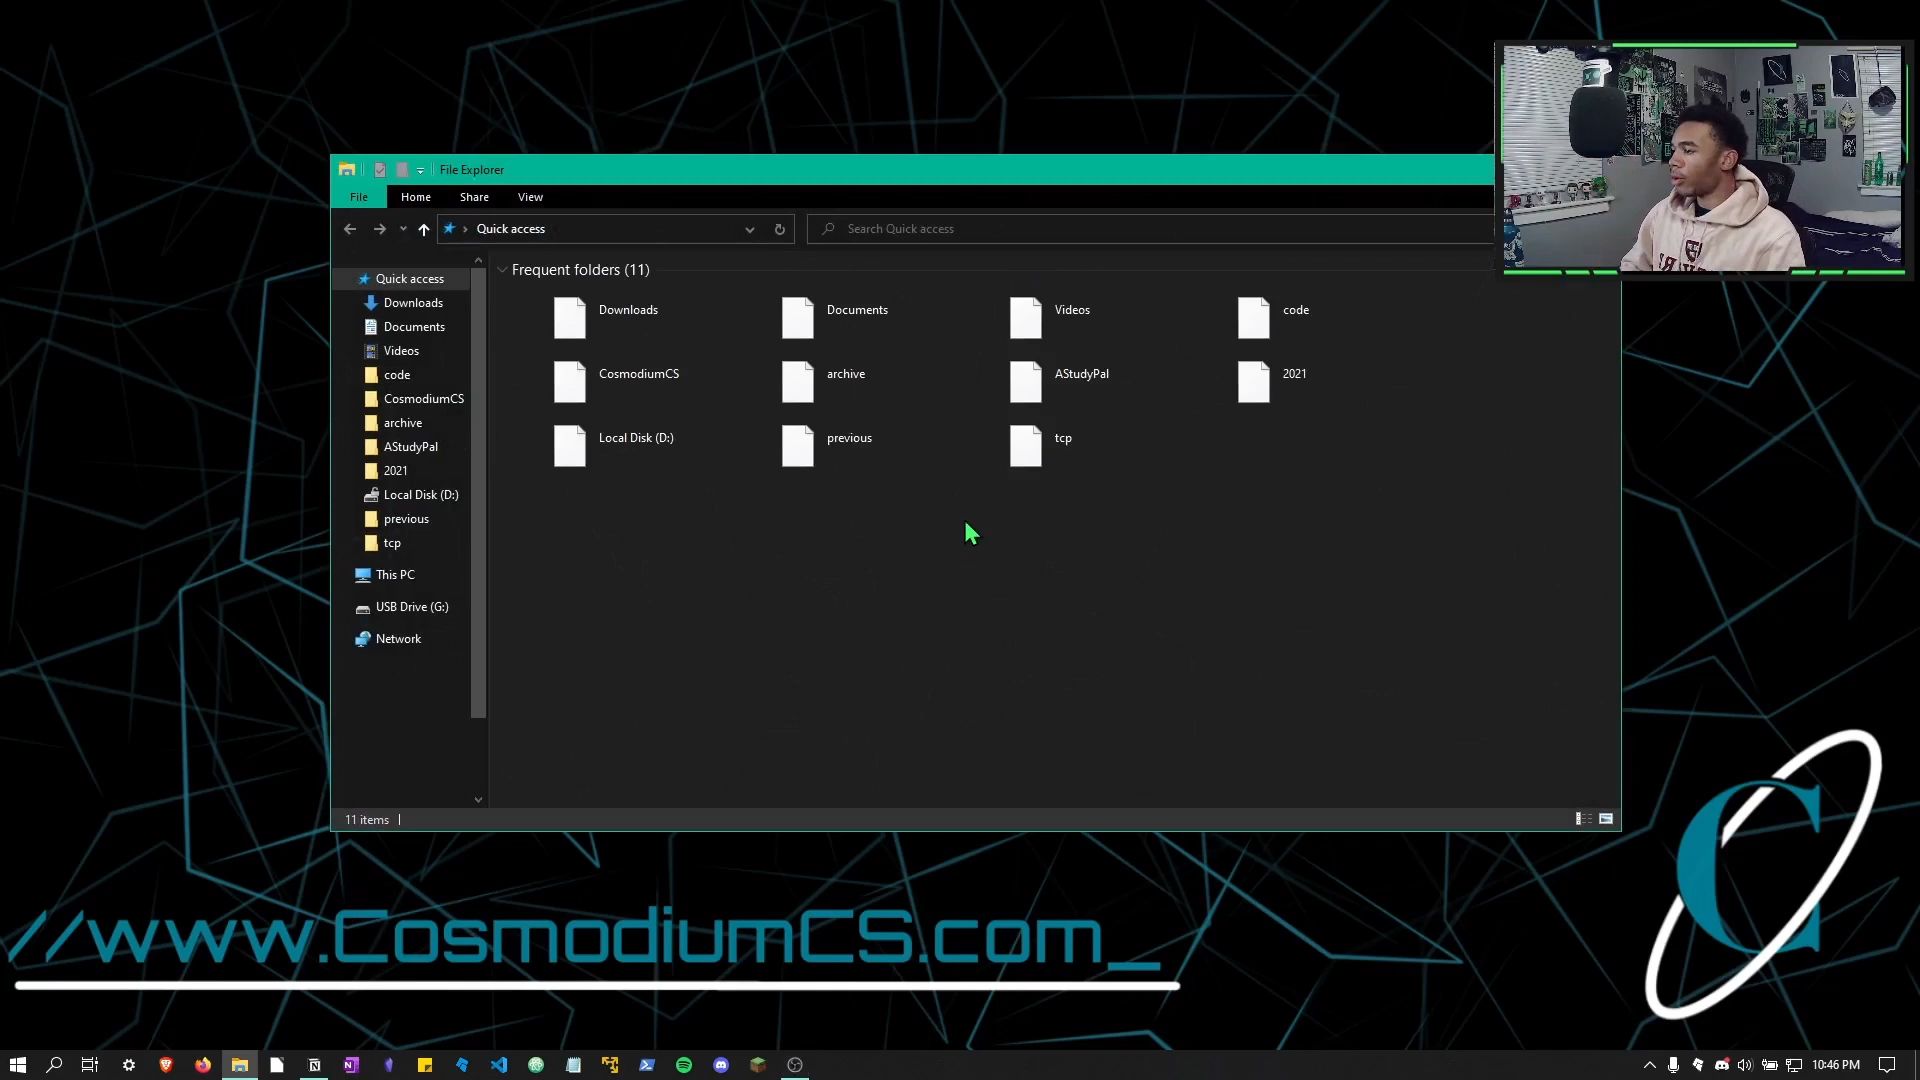 File Explorer
File Home Share View
Quick access
Search Quick access
Quick access
Downloads
Documents
Videos
code
CosmodiumCS
archive
AStudyPal
2021
Local Disk (D:)
previous
tcp
This PC
USB Drive (G:)
Network
Frequent folders (11)
Downloads Documents Videos code
CosmodiumCS archive AStudyPal 2021
Local Disk (D:) previous tcp
11 items
//www.CosmodiumCS.com_
C
10:46 PM